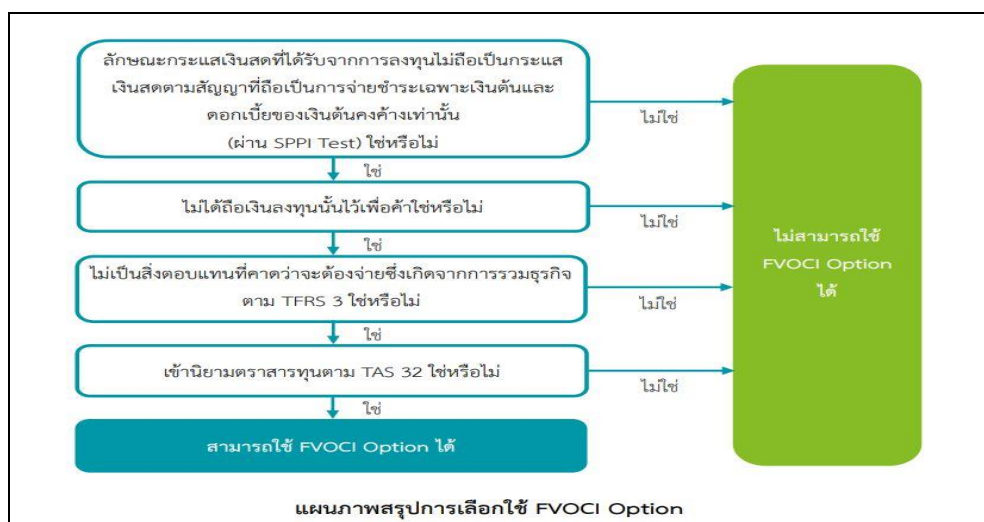 ลักษณะกระแสเงินสดที่ได้รับจากการลงทุนไม่ถือเป็นกระแส
เงินสดตามสัญญาที่ถือเป็นการจ่ายชำระเฉพาะเงินต้นและ
ดอกเบี้ยของเงินต้นคงค้างเท่านั้น
(ผ่าน SPPI Test) ใช่หรือไม่
ไม่ใช่
ใช่
ไม่ได้ถือเงินลงทุนนั้นไว้เพื่อค้าใช่หรือไม่
ไม่ใช่
ใช่
ไม่เป็นสิ่งตอบแทนที่คาดว่าจะต้องจ่ายซึ่งเกิดจากการรวมธุรกิจ
ตาม TFRS 3 ใช่หรือไม่
ไม่ใช่
ใช่
เข้านิยามตราสารทุนตาม TAS 32 ใช่หรือไม่
ไม่ใช่
ใช่
สามารถใช้ FVOCI Option ได้
ไม่สามารถใช้
FVOCI Option
ได้
แผนภาพสรุปการเลือกใช้ FVOCI Option